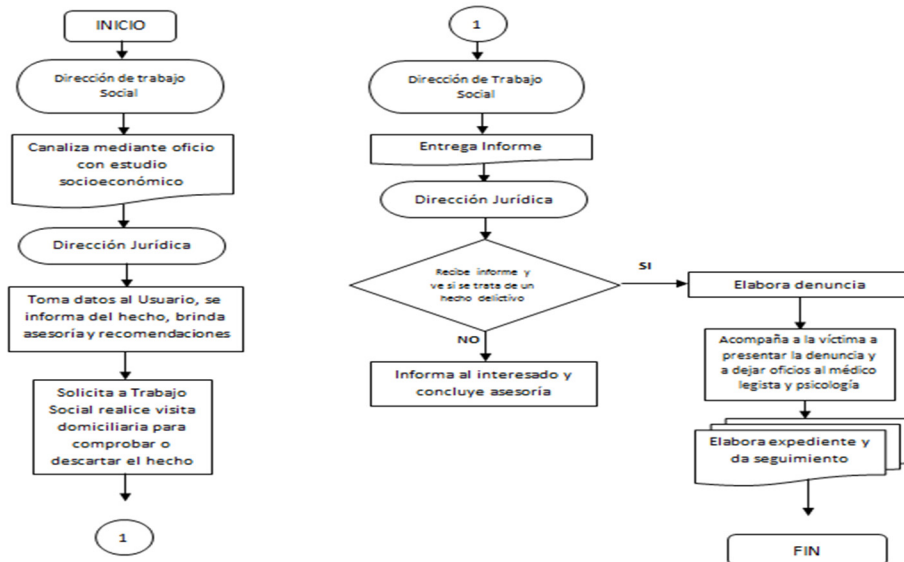 INICIO
Dirección de trabajo
Social
Canaliza mediante oficio
con estudio
socioeconómico
Dirección Jurídica
Toma datos al Usuario, se
informa del hecho, brinda
asesoría y recomendaciones
Solicita a Trabajo
Social realice visita
domiciliaria para
comprobar o
descartar el hecho
1
1
Dirección de Trabajo
Social
Entrega Informe
Dirección Jurídica
Recibe informe y
ve si se trata de un
hecho delictivo
SI
NO
Informa al interesado y
concluye asesoría
Elabora denuncia
Acompaña a la víctima a
presentar la denuncia y
a dejar oficios al médico
legista y psicología
Elabora expediente y
da seguimiento
FIN